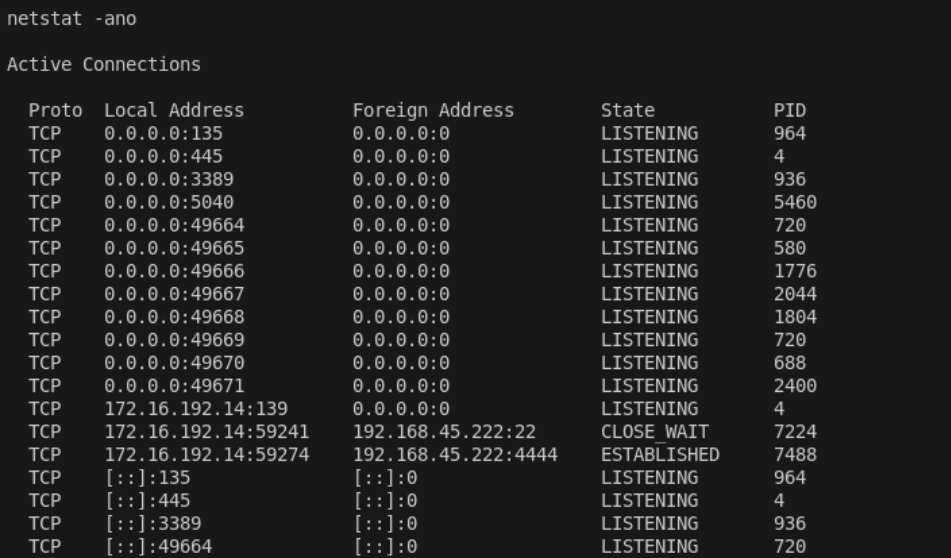 netstat -ano
Active Connections
Proto Local Address Foreign Address State PID
TCP 0.0.0.0:135 0.0.0.0:0 LISTENING 964
TCP 0.0.0.0:445 0.0.0.0:0 LISTENING 4
TCP 0.0.0.0:3389 0.0.0.0:0 LISTENING 936
TCP 0.0.0.0:5040 0.0.0.0:0 LISTENING 5460
TCP 0.0.0.0:49664 0.0.0.0:0 LISTENING 720
TCP 0.0.0.0:49665 0.0.0.0:0 LISTENING 580
TCP 0.0.0.0:49666 0.0.0.0:0 LISTENING 1776
TCP 0.0.0.0:49667 0.0.0.0:0 LISTENING 2044
TCP 0.0.0.0:49668 0.0.0.0:0 LISTENING 1804
TCP 0.0.0.0:49669 0.0.0.0:0 LISTENING 720
TCP 0.0.0.0:49670 0.0.0.0:0 LISTENING 688
TCP 0.0.0.0:49671 0.0.0.0:0 LISTENING 2400
TCP 172.16.192.14:139 0.0.0.0:0 LISTENING 4
TCP 172.16.192.14:59241 192.168.45.222:22 CLOSE_WAIT 7224
TCP 172.16.192.14:59274 192.168.45.222:4444 ESTABLISHED 7488
TCP [::]:135 [::]:0 LISTENING 964
TCP [::]:445 [::]:0 LISTENING 4
TCP [::]:3389 [::]:0 LISTENING 936
TCP [::]:49664 [::]:0 LISTENING 720